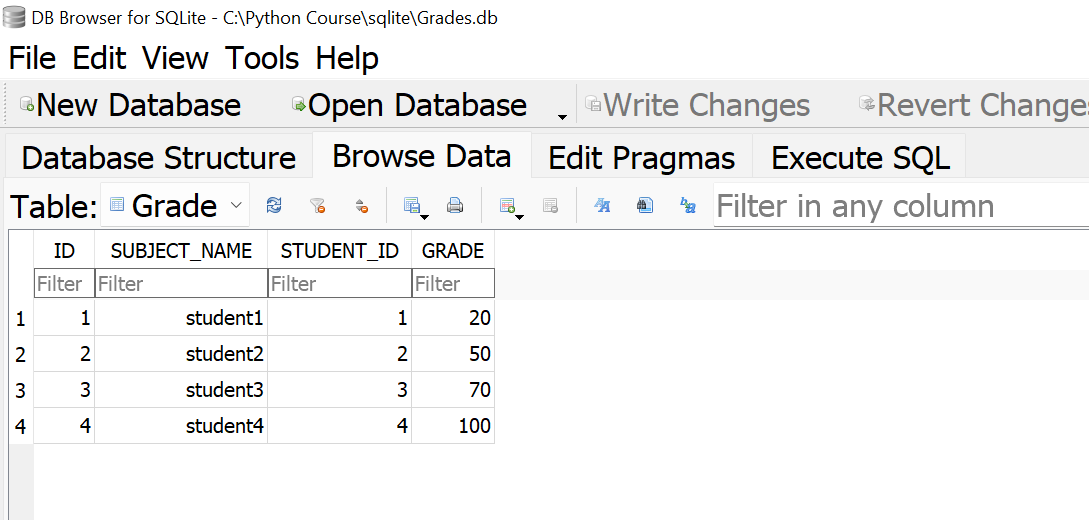 DB Browser for SQLite - C:\Python Course\sqlite\Grades.db
File Edit View Tools Help
New Database Open Database Write Changes Revert Change
Database Structure Browse Data Edit Pragmas Execute SQL
Table: Grade Filter in any column
ID SUBJECT_NAME STUDENT_ID GRADE
Filter Filter Filter Filter
1 1 student1 1 20
2 2 student2 2 50
3 3 student3 3 70
4 4 student4 4 100